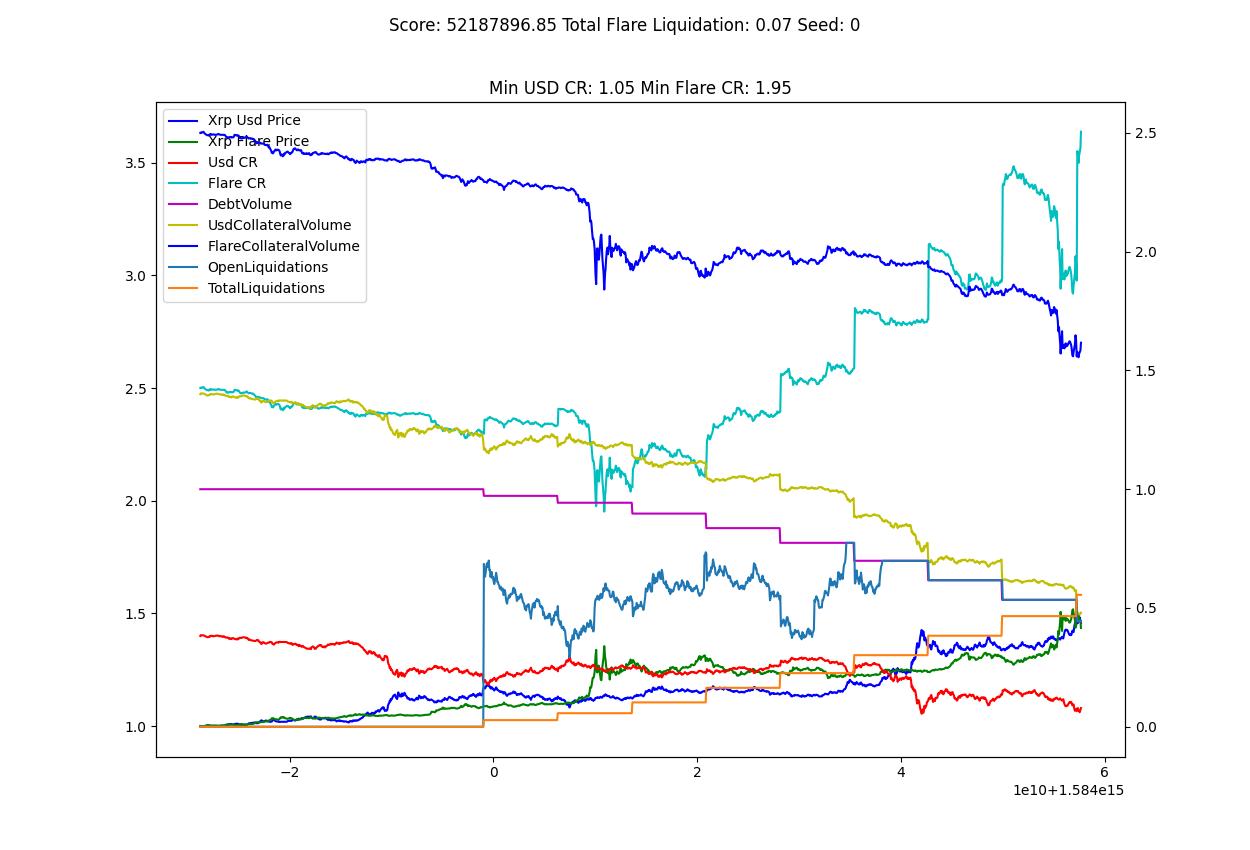 Score: 52187896.85 Total Flare Liquidation: 0.07 Seed: 0
Min USD CR: 1.05 Min Flare CR: 1.95
Xrp Usd Price
Xrp Flare Price
Usd CR
Flare CR
DebtVolume
UsdCollateralVolume
FlareCollateralVolume
OpenLiquidations
TotalLiquidations
3.5
3.0
2.5
2.0
1.5
1.0
2.5
2.0
1.5
1.0
0.5
0.0
−2
0
2
4
6
1e10+1.584e15